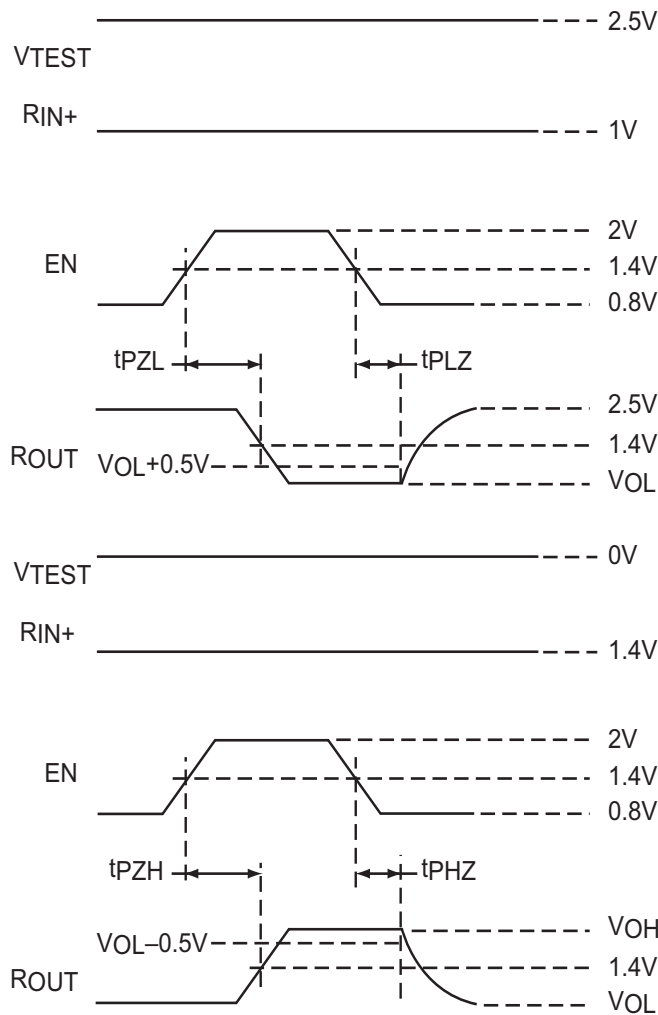 2.5V
VTEST
RIN+
1V
2V
EN
1.4V
0.8V
tPZL
tPLZ
2.5V
1.4V
ROUT
VOL+0.5V
VOL
0V
VTEST
RIN+
1.4V
2V
EN
1.4V
0.8V
tPZH
tPHZ
VOH
VOL–0.5V
1.4V
ROUT
VOL